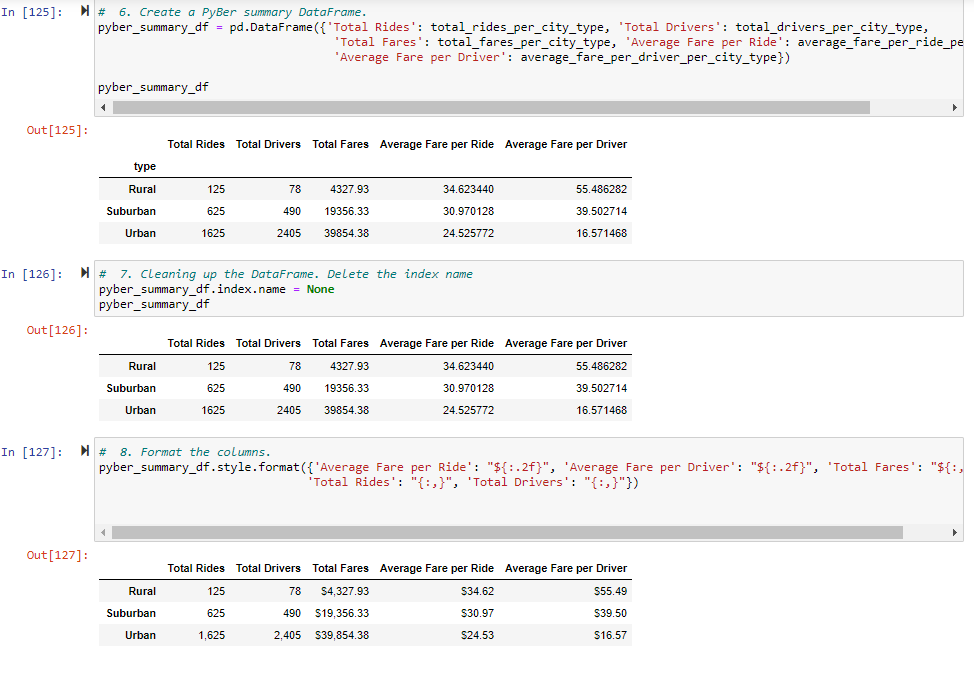 In [125]: # 6. Create a PyBer summary DataFrame.
pyber_summary_df = pd.DataFrame({'Total Rides': total_rides_per_city_type, 'Total Drivers': total_drivers_per_city_type,
'Total Fares': total_fares_per_city_type, 'Average Fare per Ride': average_fare_per_ride_pe
'Average Fare per Driver': average_fare_per_driver_per_city_type})
pyber_summary_df
Out[125]:
Total Rides Total Drivers Total Fares Average Fare per Ride Average Fare per Driver
type
Rural 125 78 4327.93 34.623440 55.486282
Suburban 625 490 19356.33 30.970128 39.502714
Urban 1625 2405 39854.38 24.525772 16.571468
In [126]: # 7. Cleaning up the DataFrame. Delete the index name
pyber_summary_df.index.name = None
pyber_summary_df
Out[126]:
Total Rides Total Drivers Total Fares Average Fare per Ride Average Fare per Driver
Rural 125 78 4327.93 34.623440 55.486282
Suburban 625 490 19356.33 30.970128 39.502714
Urban 1625 2405 39854.38 24.525772 16.571468
In [127]: # 8. Format the columns.
pyber_summary_df.style.format({'Average Fare per Ride': "${:.2f}", 'Average Fare per Driver': "${:.2f}", 'Total Fares': "${:,
'Total Rides': "{:,}", 'Total Drivers': "{:,}"})
Out[127]:
Total Rides Total Drivers Total Fares Average Fare per Ride Average Fare per Driver
Rural 125 78 $4,327.93 $34.62 $55.49
Suburban 625 490 $19,356.33 $30.97 $39.50
Urban 1,625 2,405 $39,854.38 $24.53 $16.57